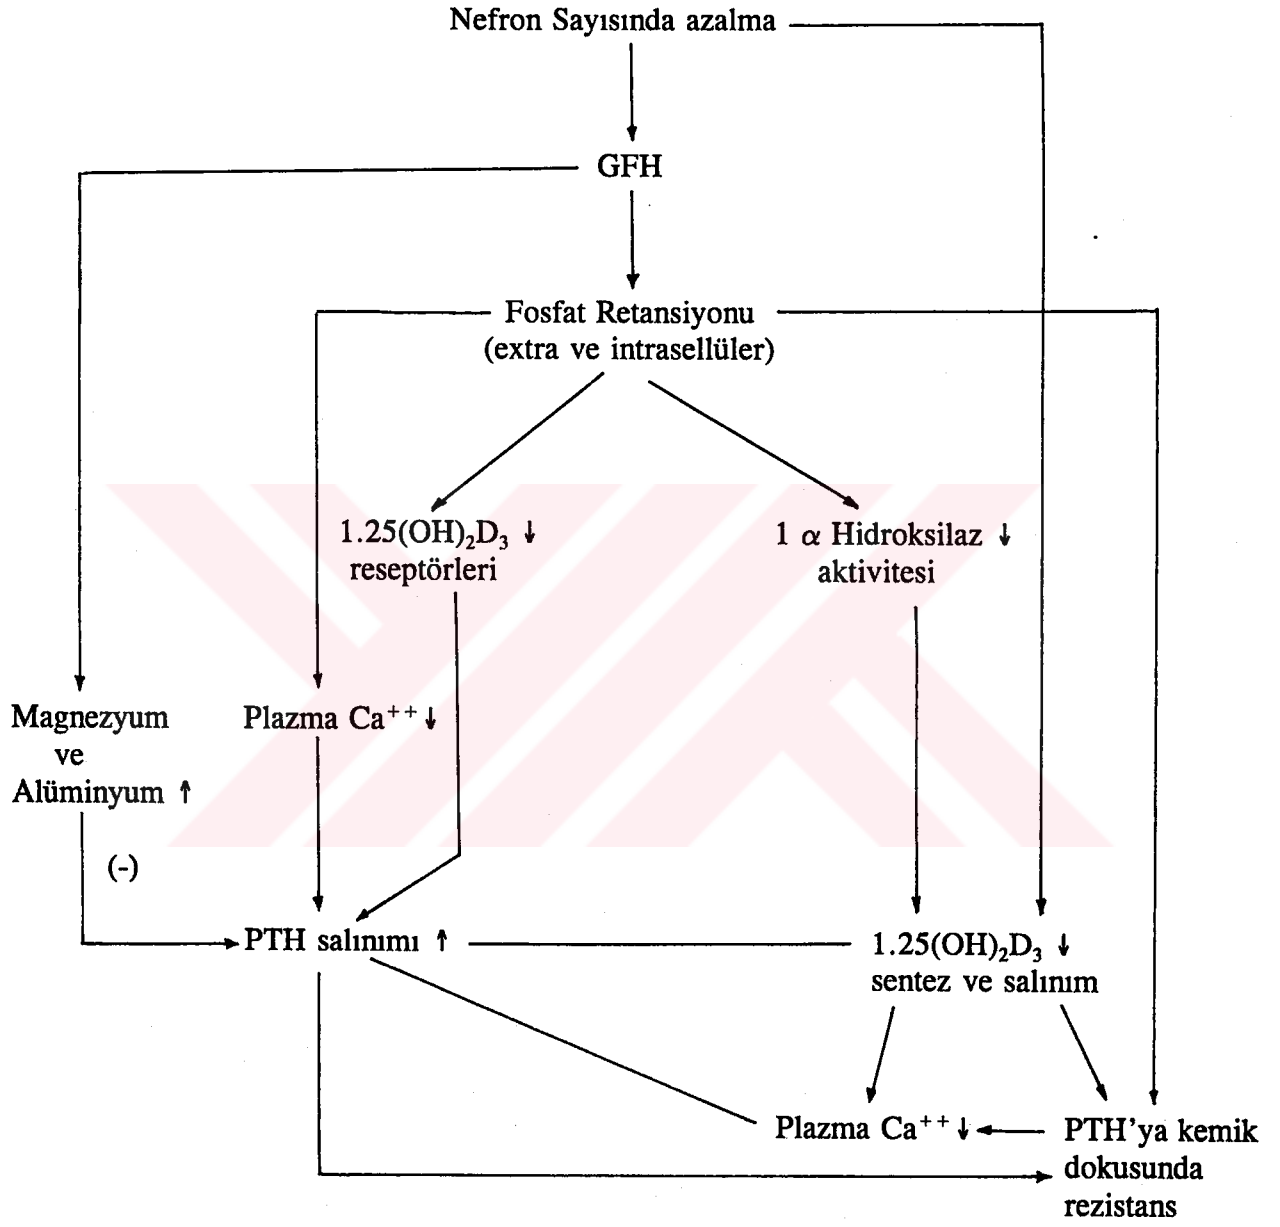 Nefron Sayısında azalma
GFH
Fosfat Retansiyonu
(extra ve intrasellüler)
1.25(OH)₂D₃ ↓
reseptörleri
1 α Hidroksilaz ↓
aktivitesi
Magnezyum
ve
Alüminyum ↑
Plazma Ca⁺⁺ ↓
(-)
PTH salınımı ↑
1.25(OH)₂D₃ ↓
sentez ve salınım
Plazma Ca⁺⁺ ↓
PTH'ya kemik
dokusunda
rezistans